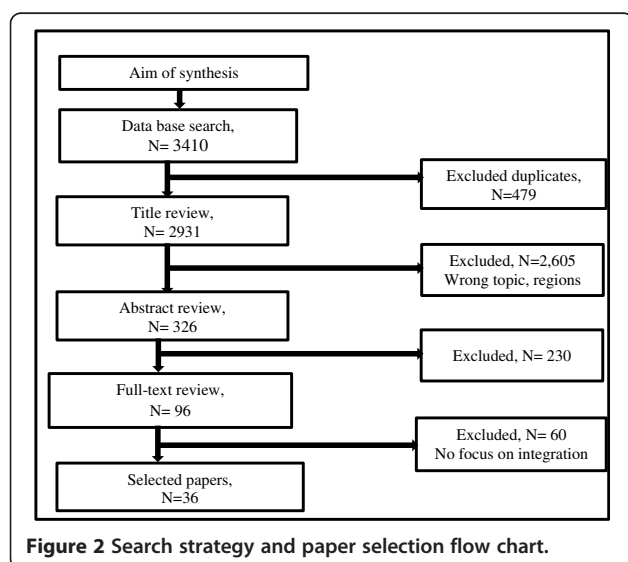 Aim of synthesis
Data base search,
N= 3410
Excluded duplicates,
N=479
Title review,
N= 2931
Excluded, N=2,605
Wrong topic, regions
Abstract review,
N= 326
Excluded, N= 230
Full-text review,
N= 96
Excluded, N= 60
No focus on integration
Selected papers,
N=36
Figure 2 Search strategy and paper selection flow chart.